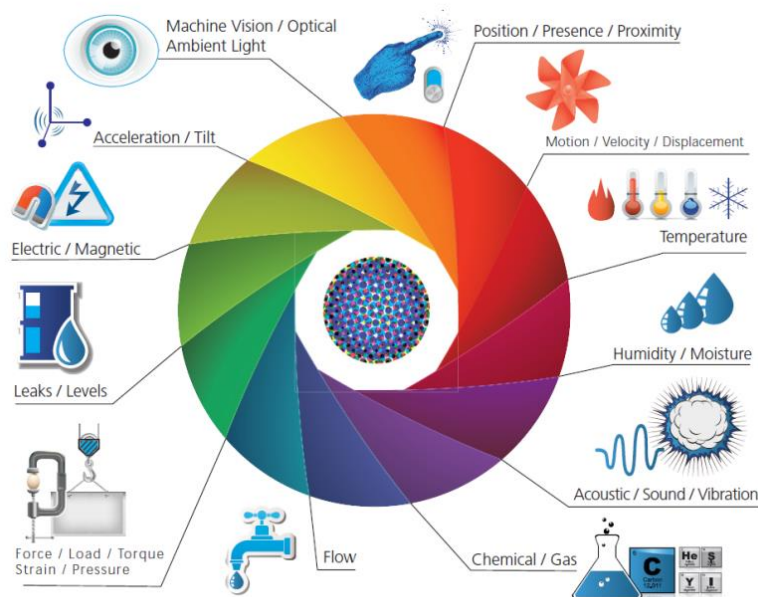 Machine Vision / Optical
Ambient Light
Position / Presence / Proximity
Acceleration / Tilt
Motion / Velocity / Displacement
Electric / Magnetic
Temperature
Leaks / Levels
Humidity / Moisture
Acoustic / Sound / Vibration
Force / Load / Torque
Strain / Pressure
Flow
Chemical / Gas
C
Carbon
He
S
Y
I